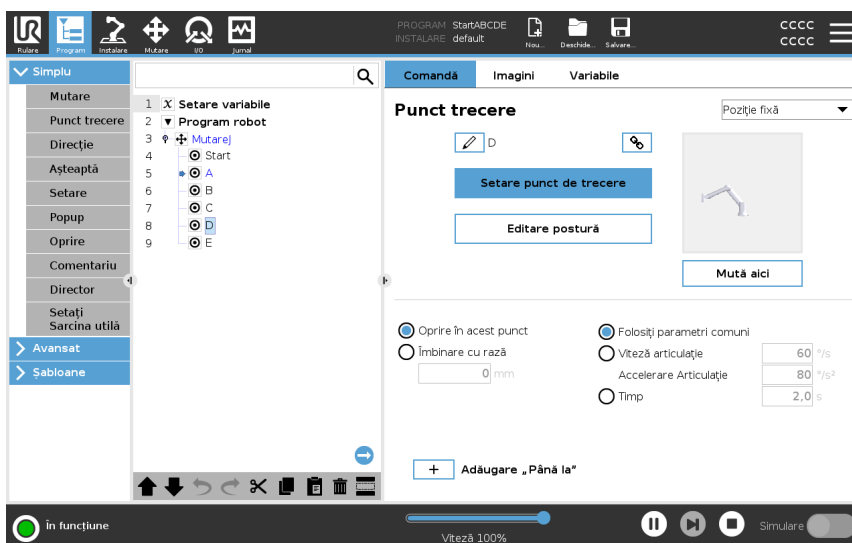 UR
Rulare
Program
Instalare
Mutare
I/O
Jurnal
PROGRAM StartABCDE
INSTALARE default
Nou...
Deschide...
Salvare...
CCCC
CCCC
Simplu
Mutare
Punct trecere
Direcție
Așteaptă
Setare
Popup
Oprire
Comentariu
Director
Setați
Sarcina utilă
Avansat
Șabloane
1 X Setare variabile
2 Program robot
3 MutareJ
4 Start
5 A
6 B
7 C
8 D
9 E
Comandă Imagini Variabile
Punct trecere
Poziție fixă
D
Setare punct de trecere
Editare postură
Mută aici
Oprire în acest punct
Îmbinare cu rază
0 mm
Folosiți parametri comuni
Viteză articulație 60 °/s
Accelerare Articulație 80 °/s²
Timp 2,0 s
+ Adăugare „Până la”
În funcțiune
Viteză 100%
Simulare